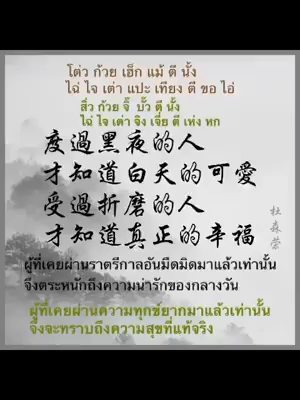 โต่ว ก้วย เฮ็ก แม้ ตี นั้ง
ไฉ่ ใจ เต่า แปะ เทียง ตี ขอ ไอ่
สิ่ว ก้วย จิ๊ บั๊ว ตี นั้ง
ไฉ่ ใจ เต่า จิง เจี่ย ตี เห่ง หก
度過黑夜的人
才知道白天的可愛
受過折磨的人
才知道真正的幸福
杜森荣
ผู้ที่เคยผ่านราตรีกาลอันมืดมิดมาแล้วเท่านั้น
จึงตระหนักถึงความน่ารักของกลางวัน
ผู้ที่เคยผ่านความทุกข์ยากมาแล้วเท่านั้น
จึงจะทราบถึงความสุขที่แท้จริง